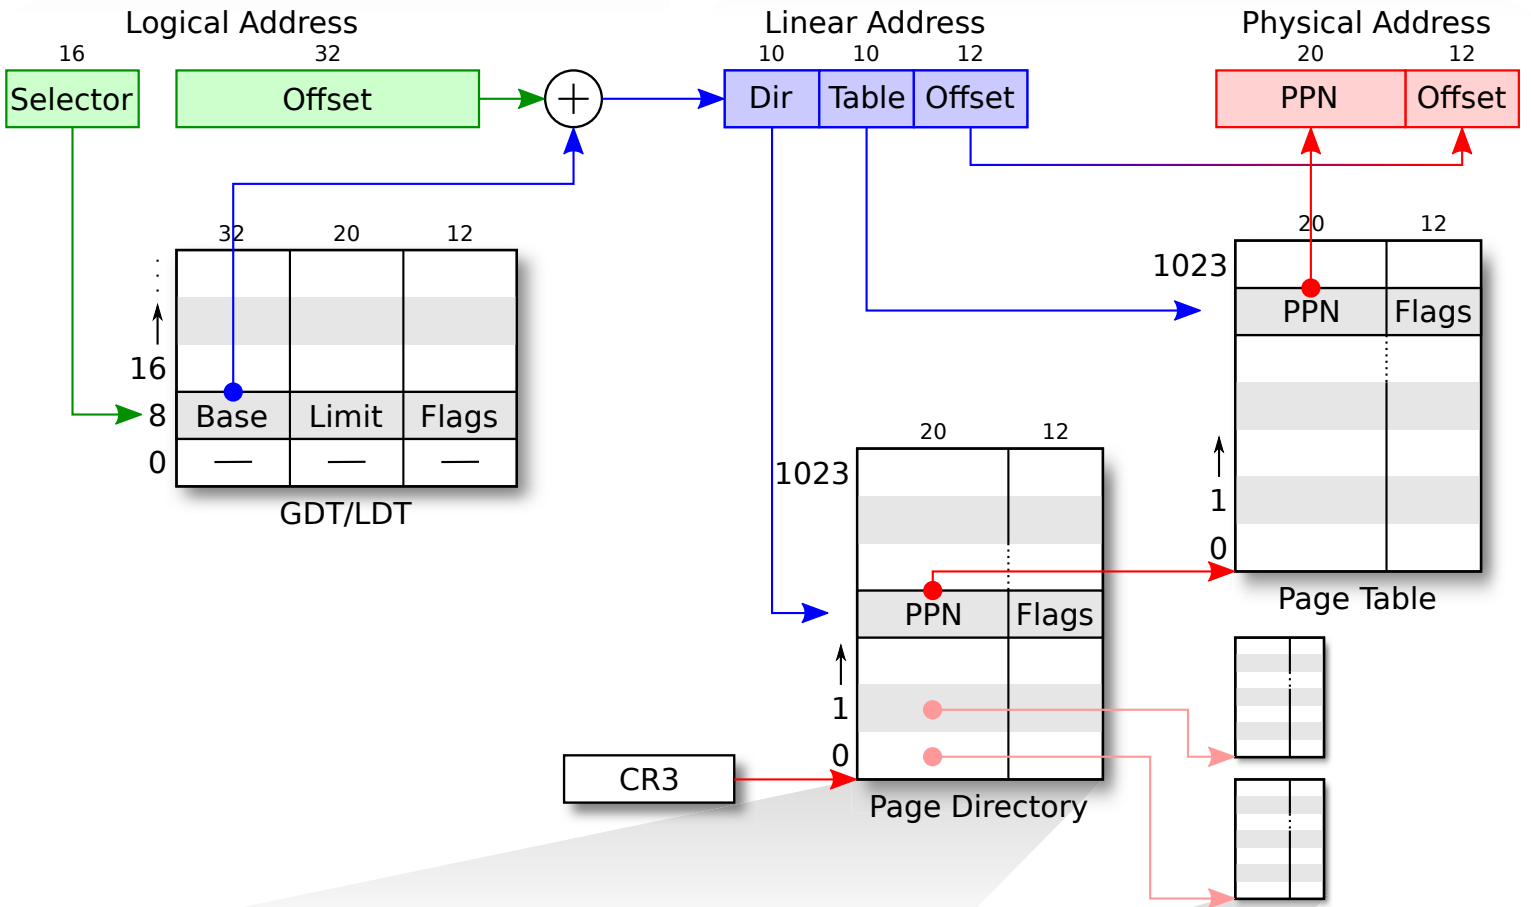 Logical Address
16
32
Selector
Offset
+
32
20
12
16
8
0
Base
Limit
Flags
GDT/LDT
Linear Address
10
10
12
Dir
Table
Offset
Physical Address
20
12
PPN
Offset
20
12
1023
PPN
Flags
1
0
Page Table
20
12
1023
PPN
Flags
1
0
Page Directory
CR3